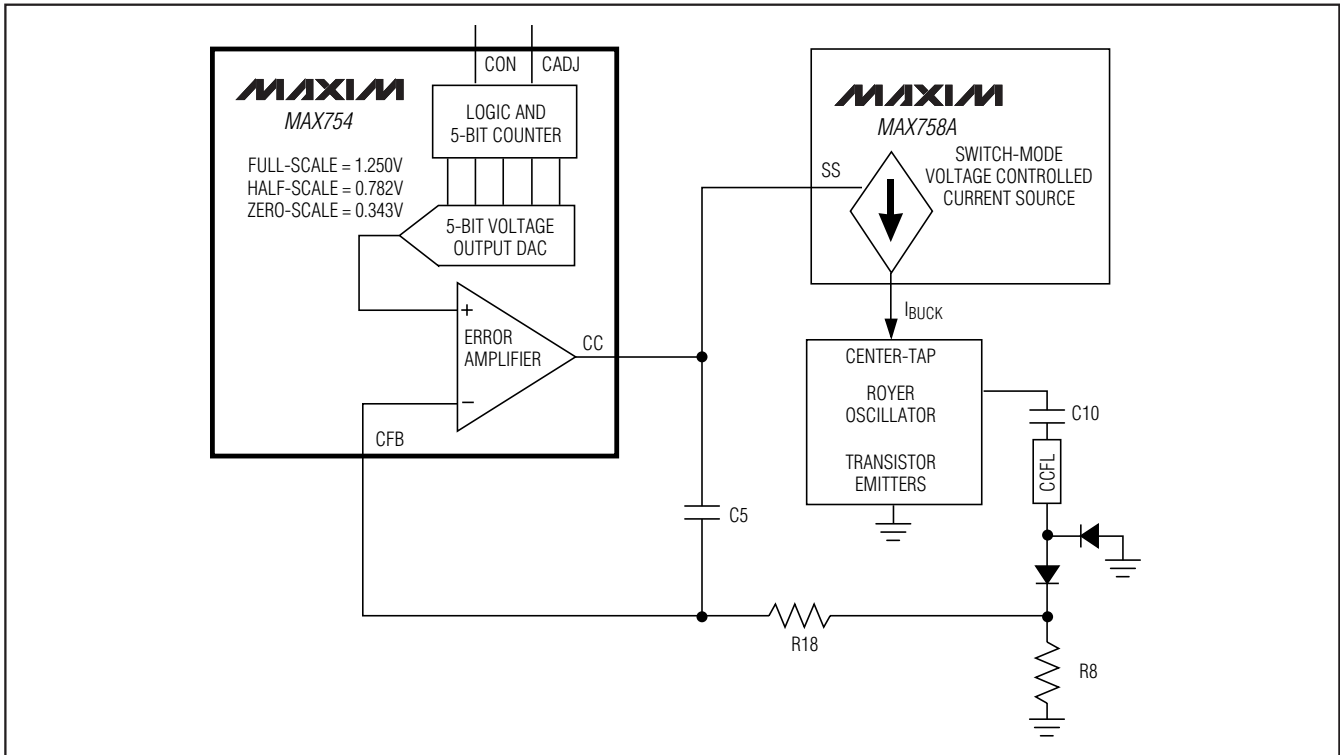 MAXIM
MAX754
FULL-SCALE = 1.250V
HALF-SCALE = 0.782V
ZERO-SCALE = 0.343V
CON
CADJ
LOGIC AND
5-BIT COUNTER
5-BIT VOLTAGE
OUTPUT DAC
+
ERROR
AMPLIFIER
−
CC
CFB
MAXIM
MAX758A
SS
SWITCH-MODE
VOLTAGE CONTROLLED
CURRENT SOURCE
IBUCK
CENTER-TAP
ROYER
OSCILLATOR
TRANSISTOR
EMITTERS
C10
CCFL
C5
R18
R8